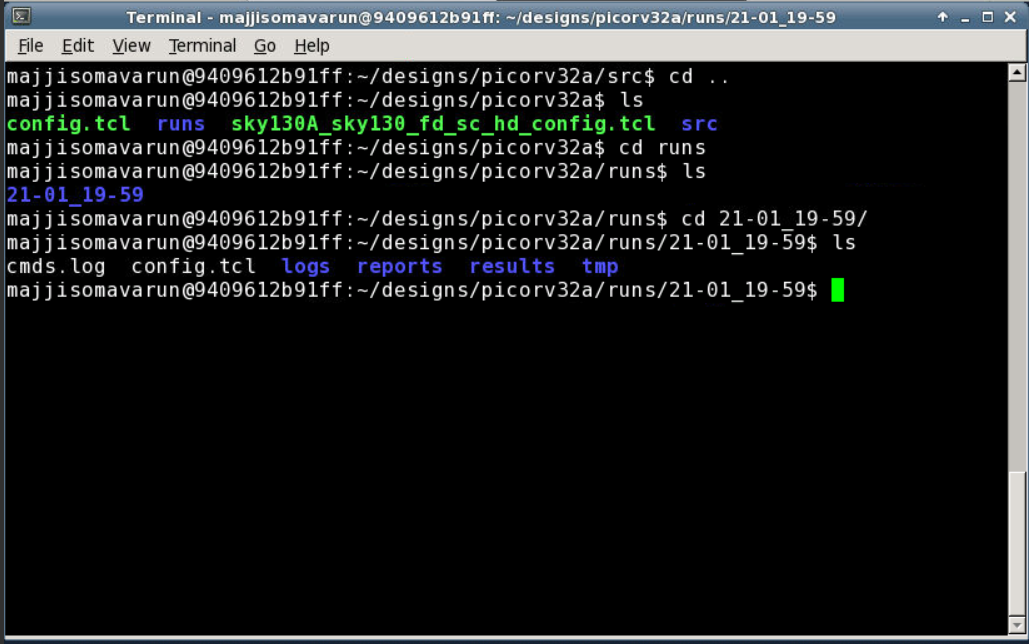 Terminal - majjisomavarun@9409612b91ff: ~/designs/picorv32a/runs/21-01_19-59
File Edit View Terminal Go Help
majjisomavarun@9409612b91ff:~/designs/picorv32a/src$ cd ..
majjisomavarun@9409612b91ff:~/designs/picorv32a$ ls
config.tcl runs sky130A_sky130_fd_sc_hd_config.tcl src
majjisomavarun@9409612b91ff:~/designs/picorv32a$ cd runs
majjisomavarun@9409612b91ff:~/designs/picorv32a/runs$ ls
21-01_19-59
majjisomavarun@9409612b91ff:~/designs/picorv32a/runs$ cd 21-01_19-59/
majjisomavarun@9409612b91ff:~/designs/picorv32a/runs/21-01_19-59$ ls
cmds.log config.tcl logs reports results tmp
majjisomavarun@9409612b91ff:~/designs/picorv32a/runs/21-01_19-59$